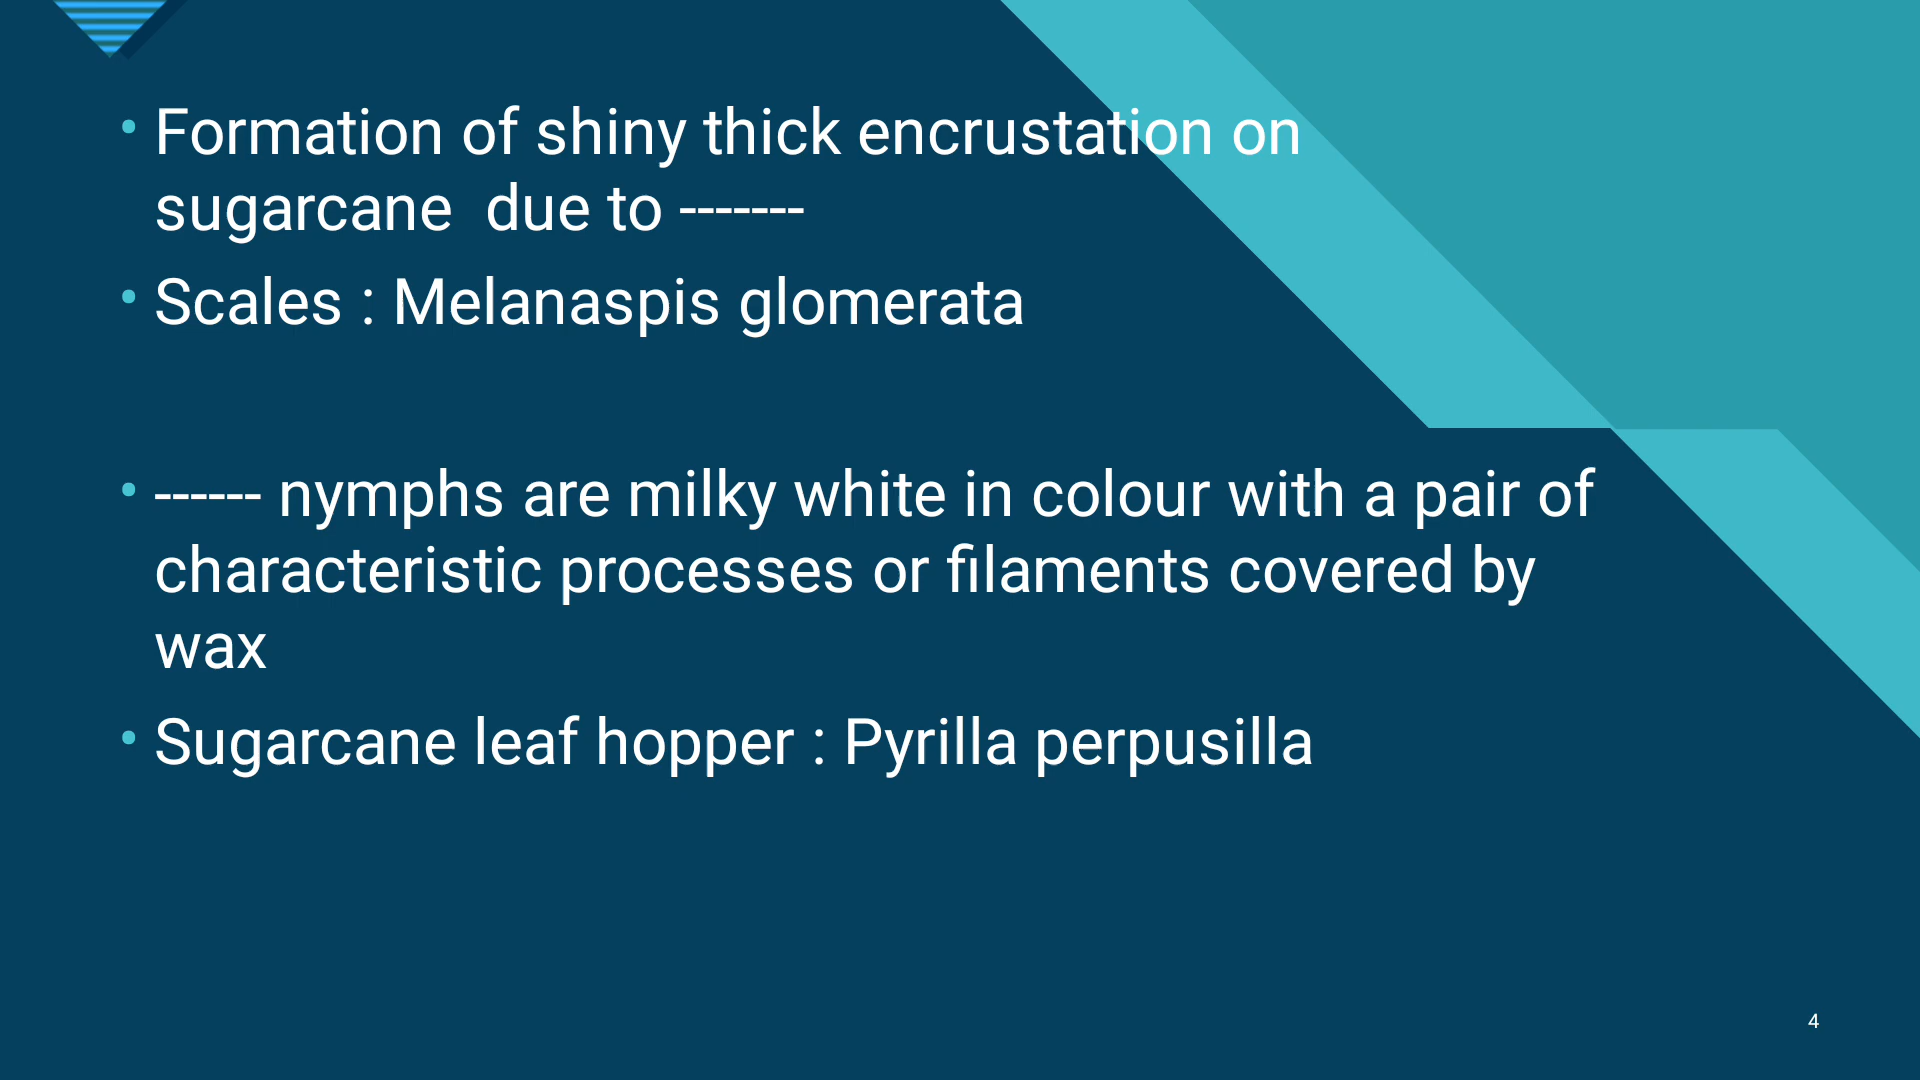 • Formation of shiny thick encrustation on
sugarcane  due to -------
• Scales : Melanaspis glomerata
• ------ nymphs are milky white in colour with a pair of
characteristic processes or filaments covered by
wax
• Sugarcane leaf hopper : Pyrilla perpusilla
4